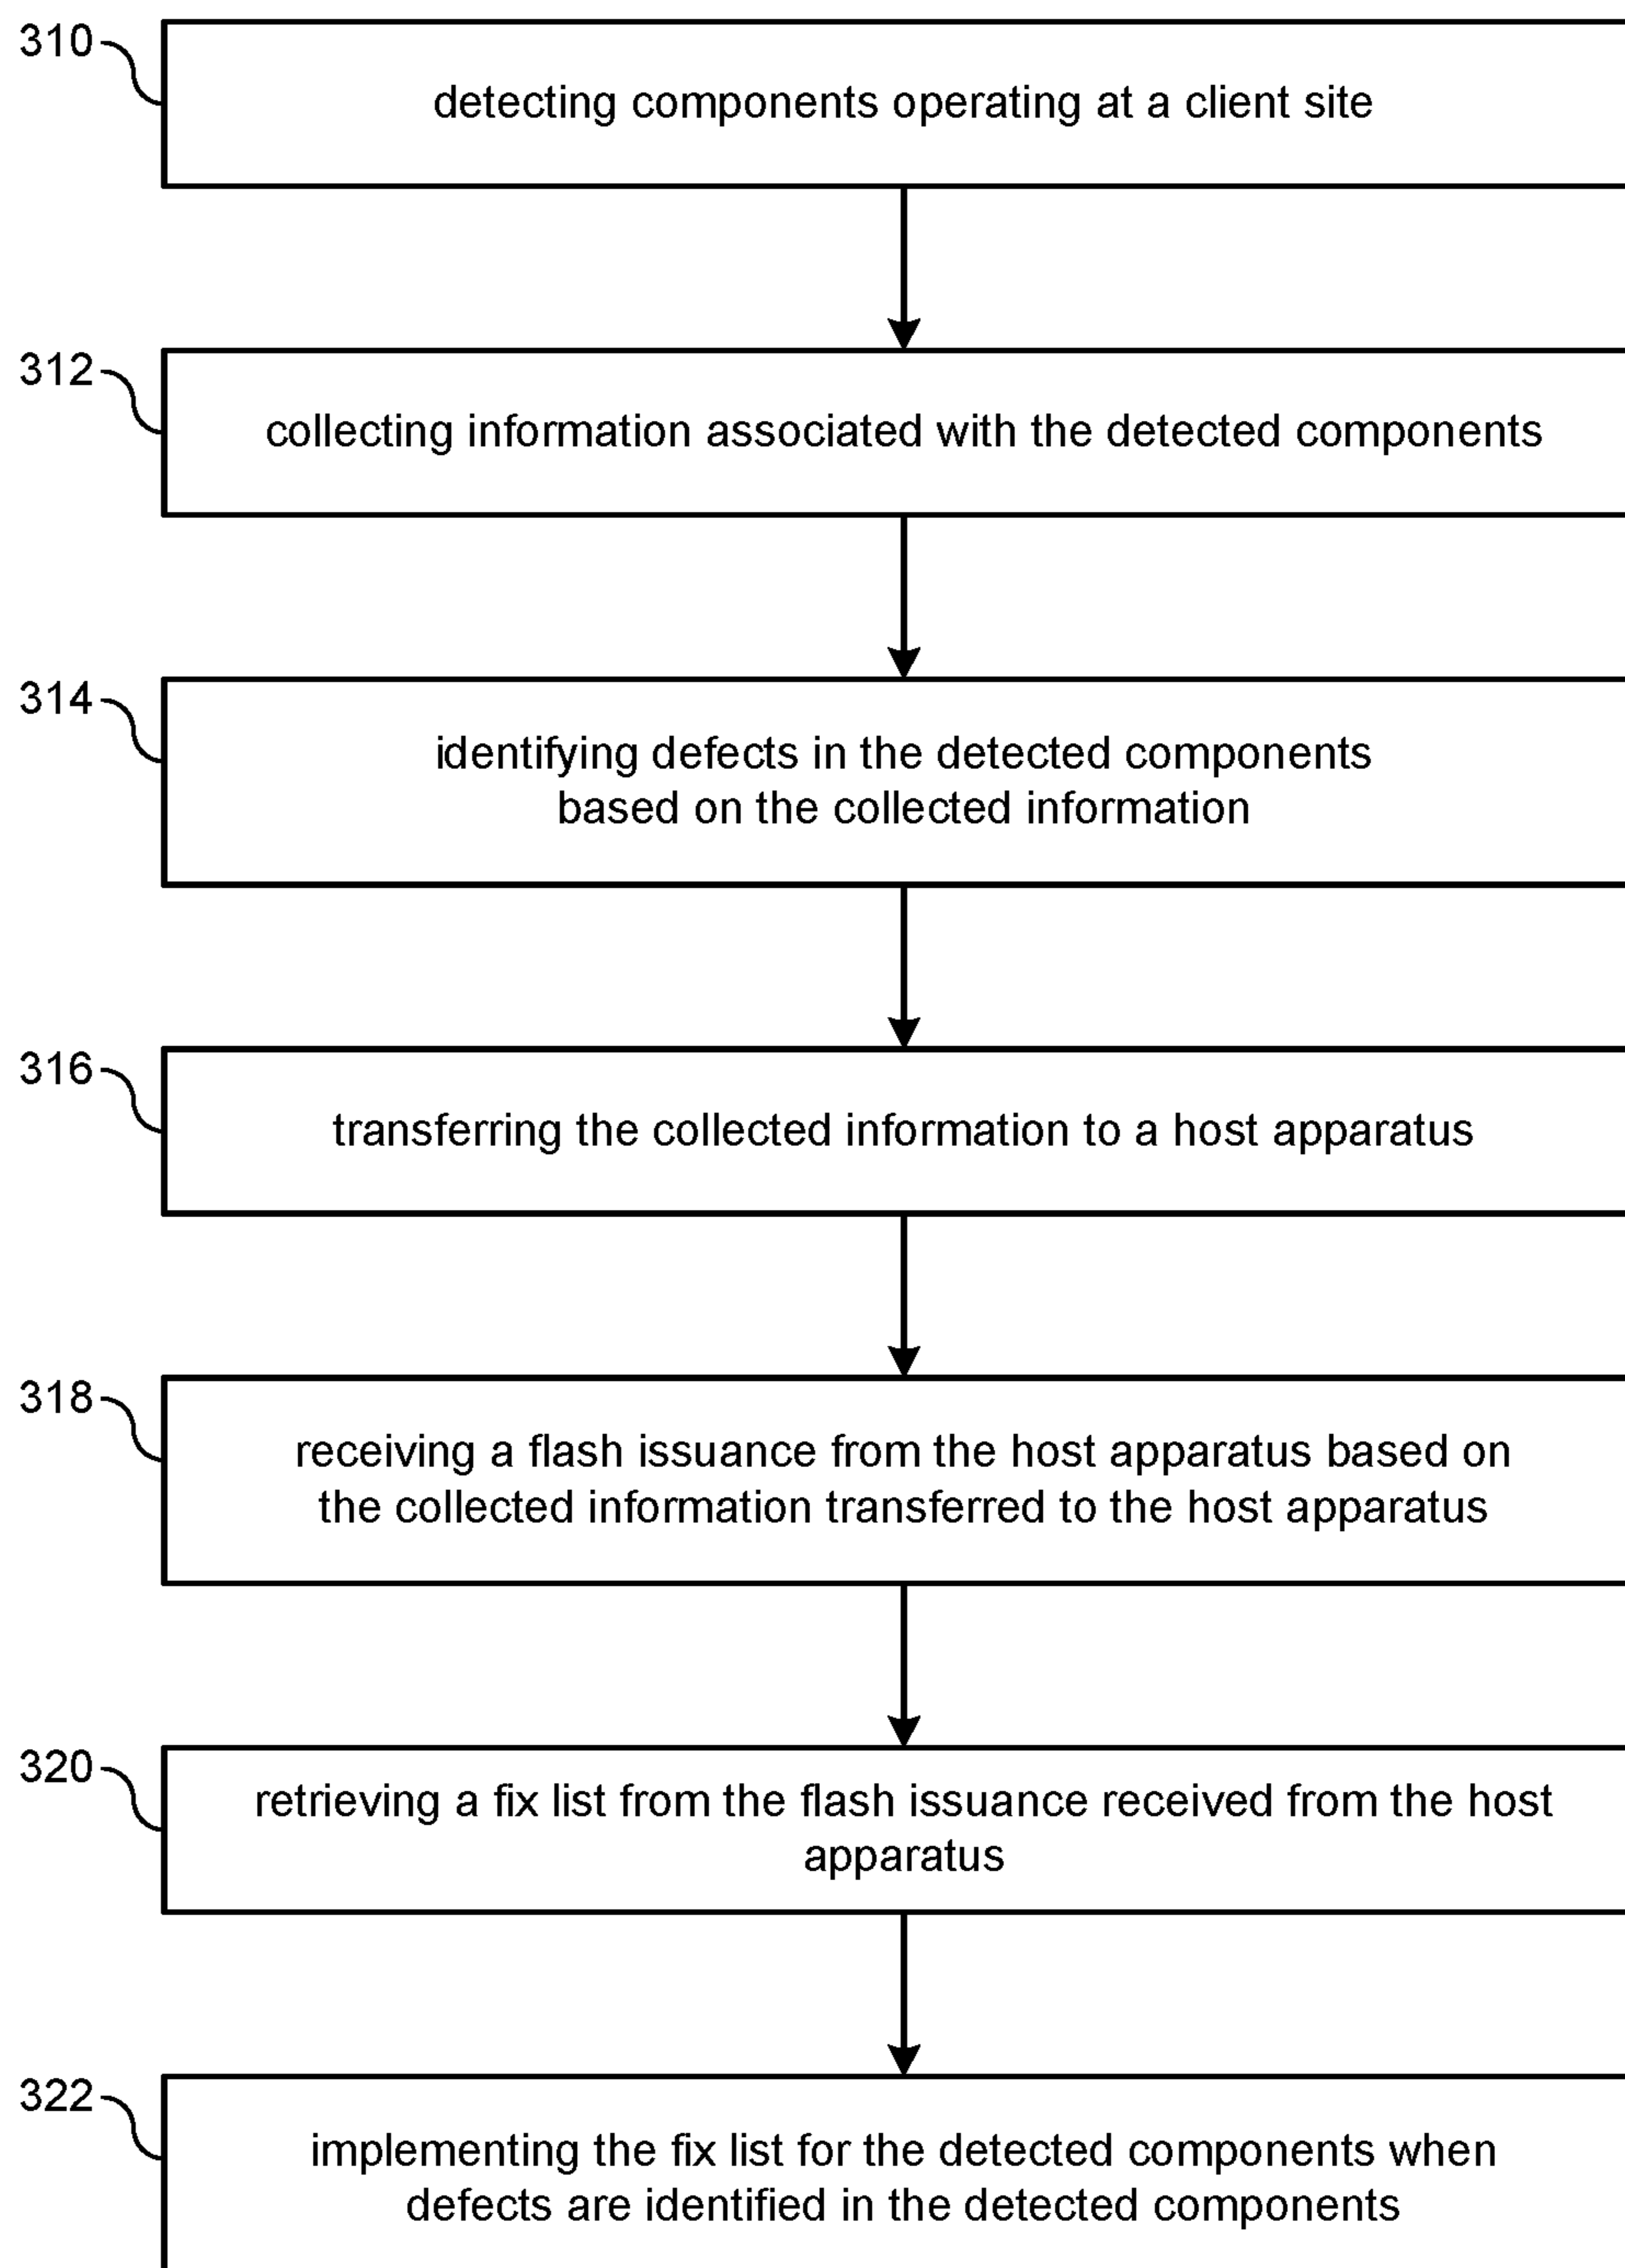 310
detecting components operating at a client site
312
collecting information associated with the detected components
314
identifying defects in the detected components
based on the collected information
316
transferring the collected information to a host apparatus
318
receiving a flash issuance from the host apparatus based on
the collected information transferred to the host apparatus
320
retrieving a fix list from the flash issuance received from the host
apparatus
322
implementing the fix list for the detected components when
defects are identified in the detected components